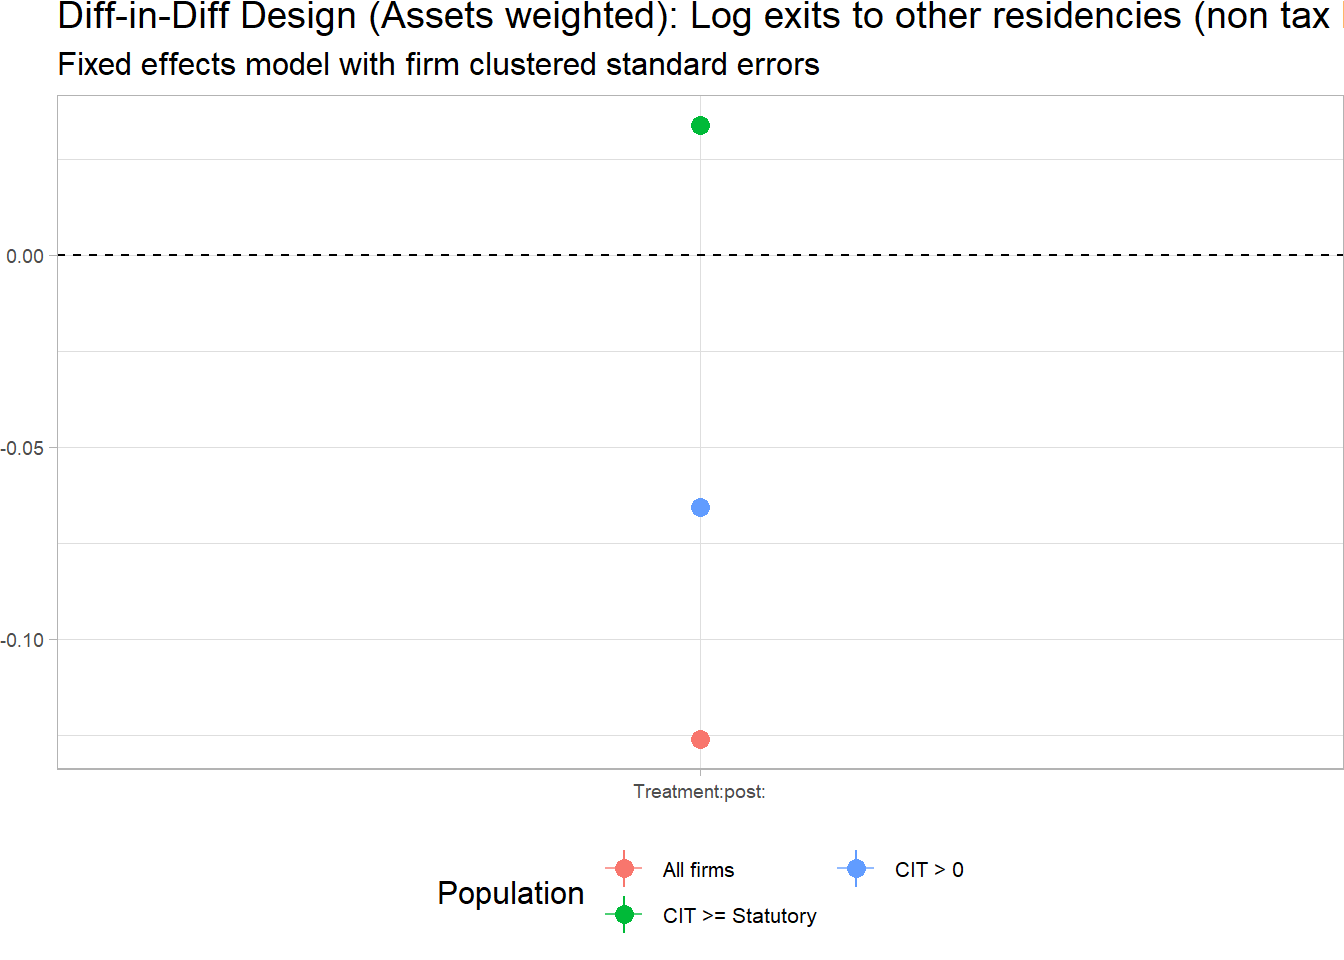 Diff-in-Diff Design (Assets weighted): Log exits to other residencies (non tax
Fixed effects model with firm clustered standard errors
0.00
-0.05
-0.10
Treatment:post:
Population
All firms
CIT > 0
CIT >= Statutory